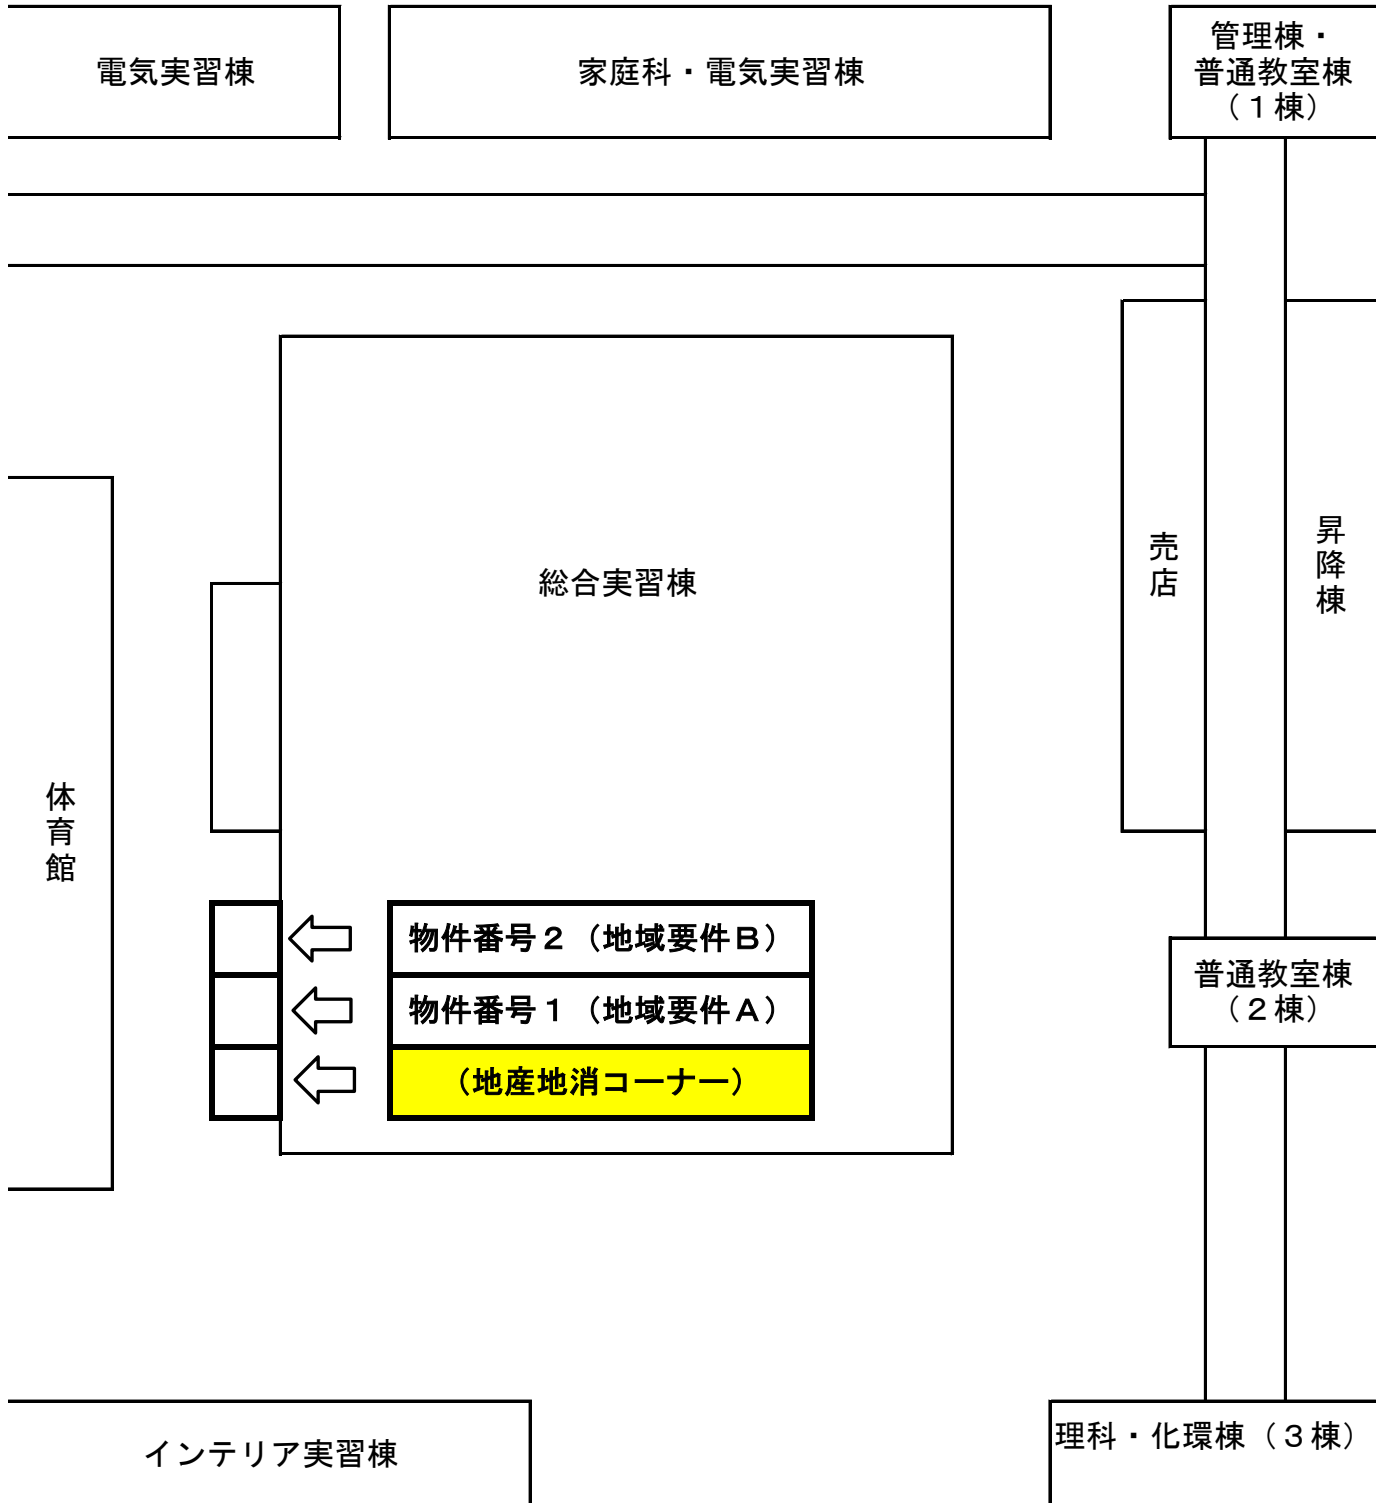 電気実習棟
家庭科・電気実習棟
管理棟・
普通教室棟
（１棟）
総合実習棟
売店
昇降棟
体育館
物件番号２（地域要件Ｂ）
物件番号１（地域要件Ａ）
（地産地消コーナー）
普通教室棟
（２棟）
インテリア実習棟
理科・化環棟（３棟）